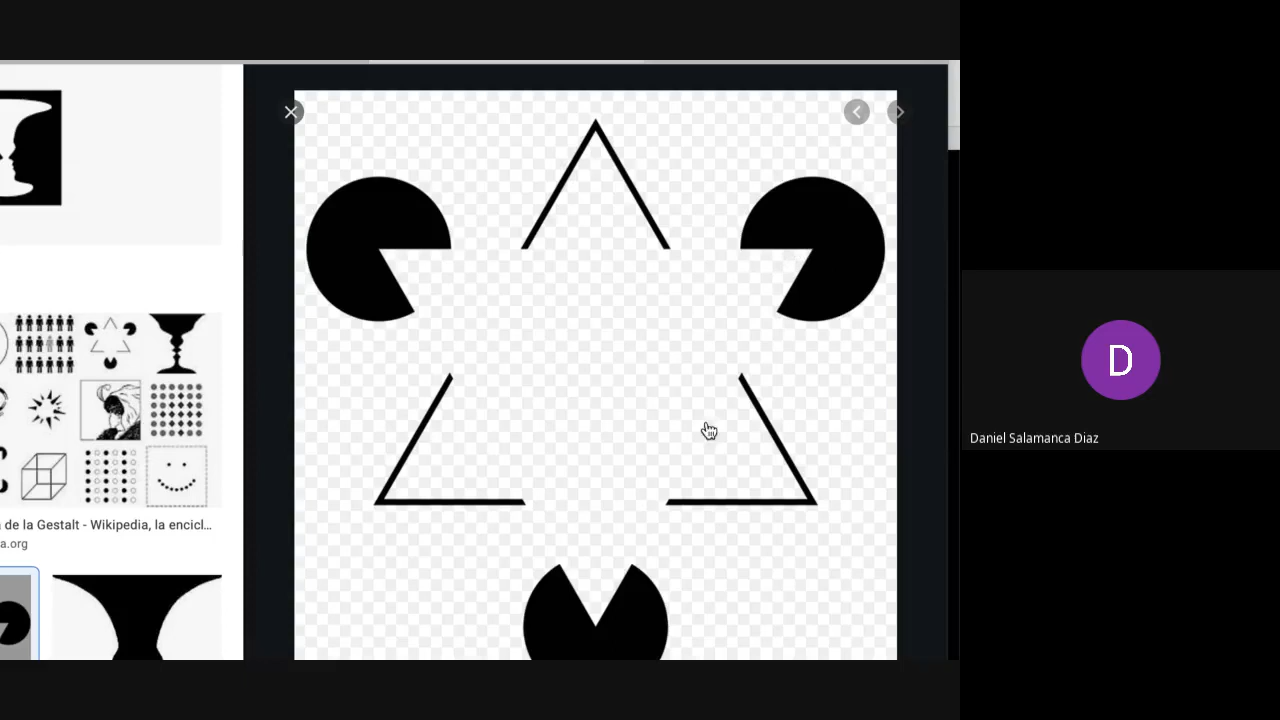 de la Gestalt - Wikipedia, la encicl...
a.org
D
Daniel Salamanca Diaz